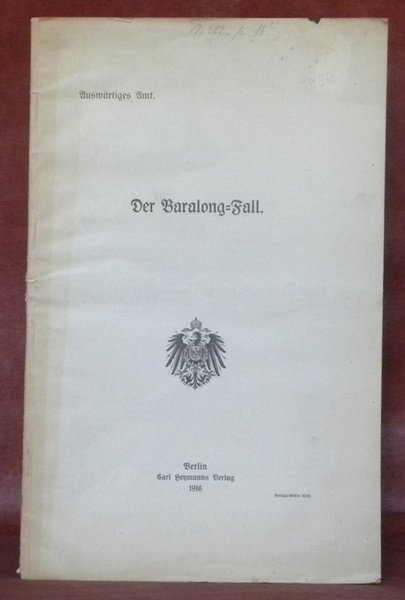 Auswärtiges Amt.
Der Baralong=Fall.
Berlin
Carl Heymanns Verlag
1916